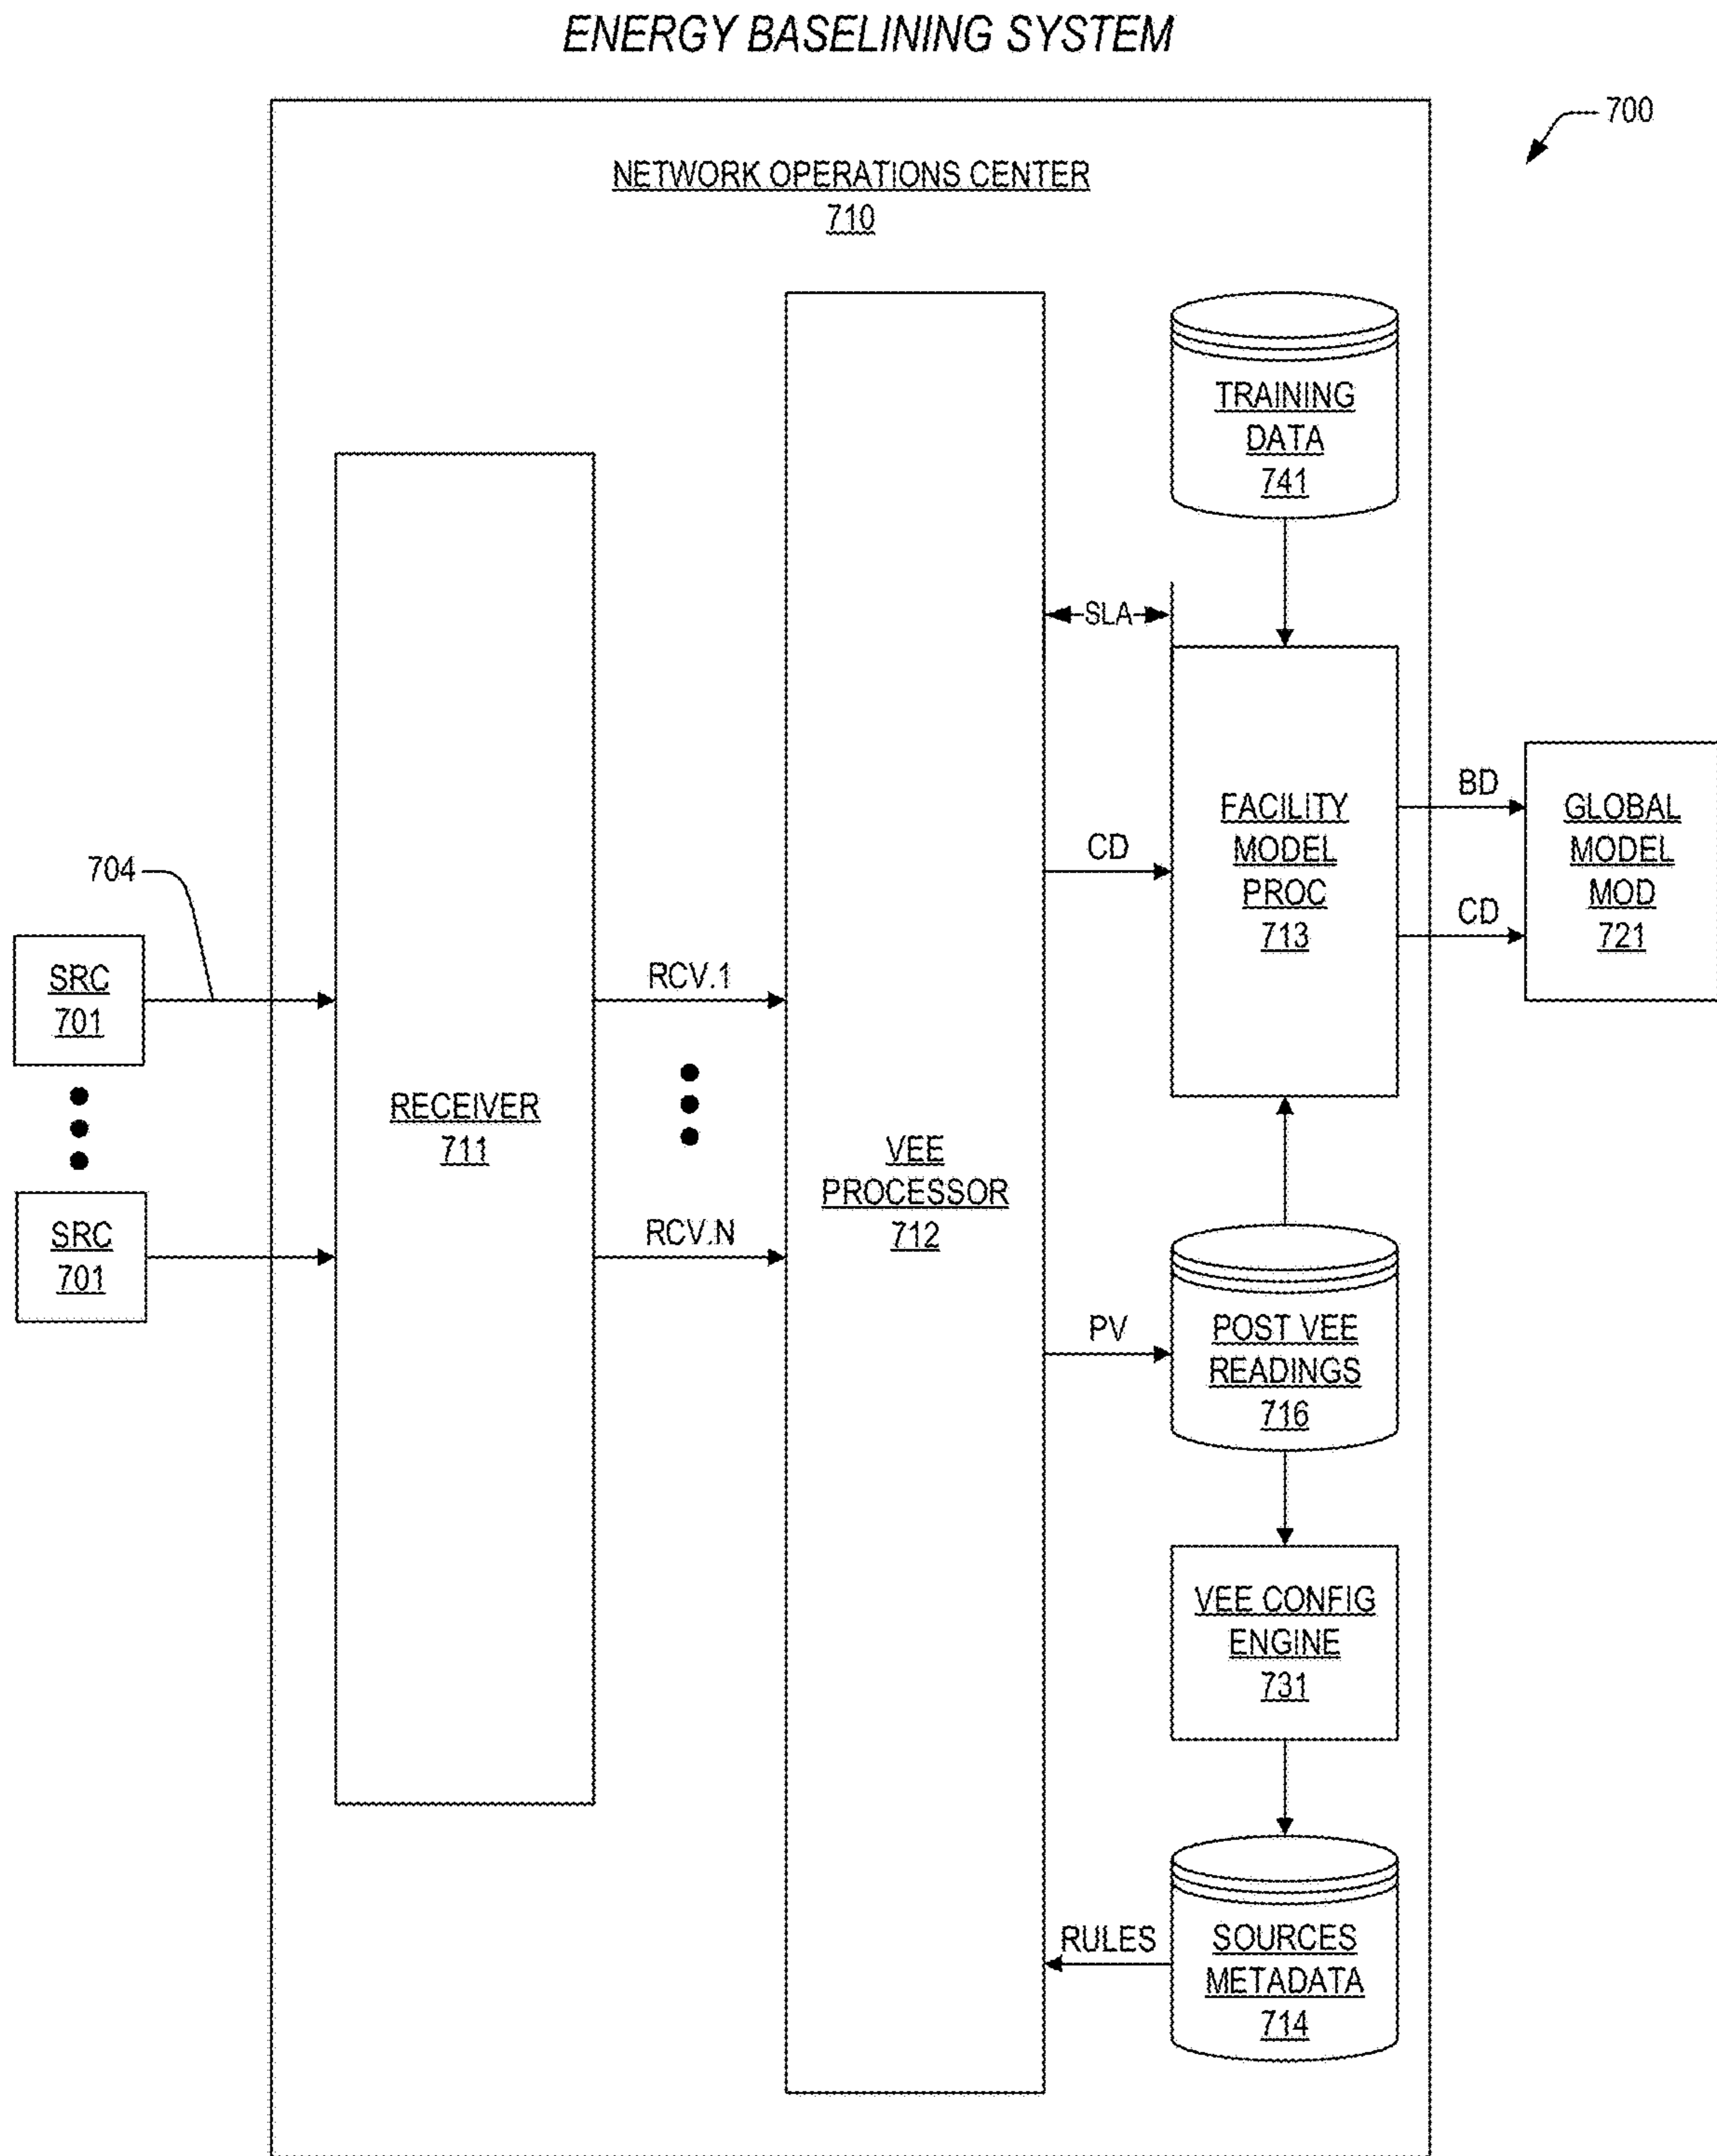 ENERGY BASELINING SYSTEM
700
NETWORK OPERATIONS CENTER
710
TRAINING
DATA
741
SLA
FACILITY
MODEL
PROC
713
BD
CD
GLOBAL
MODEL
MOD
721
CD
704
SRC
701
SRC
701
RECEIVER
711
RCV.1
RCV.N
VEE
PROCESSOR
712
PV
POST VEE
READINGS
716
VEE CONFIG
ENGINE
731
RULES
SOURCES
METADATA
714